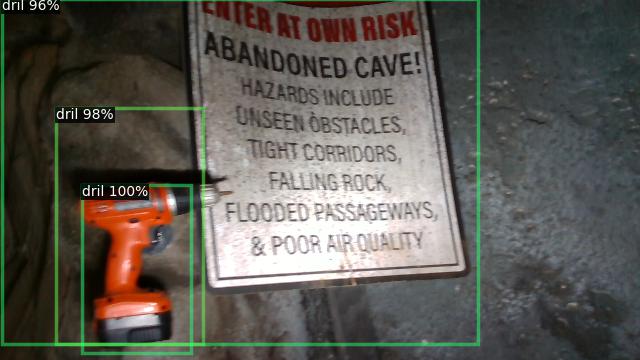 dril 96%
ENTER AT OWN RISK
ABANDONED CAVE!
HAZARDS INCLUDE
UNSEEN OBSTACLES,
TIGHT CORRIDORS,
FALLING ROCK,
FLOODED PASSAGEWAYS,
& POOR AIR QUALITY
dril 98%
dril 100%